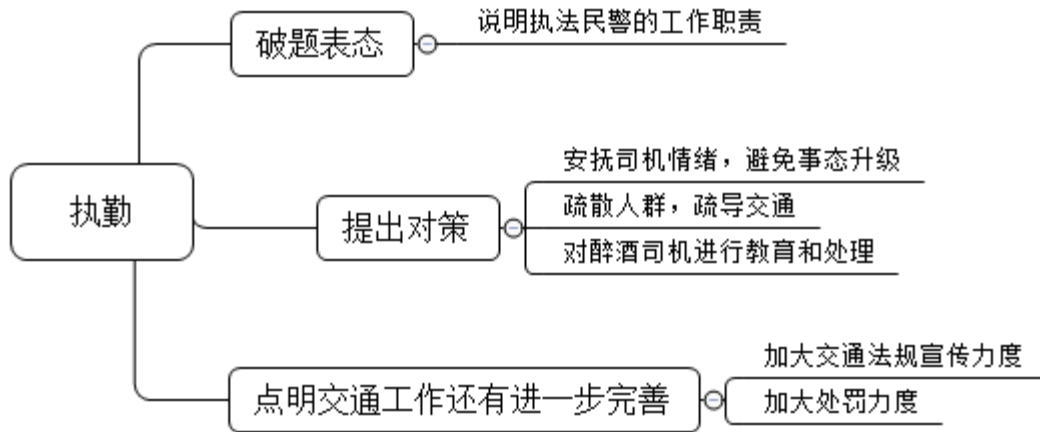 执勤
破题表态
说明执法民警的工作职责
提出对策
安抚司机情绪，避免事态升级
疏散人群，疏导交通
对醉酒司机进行教育和处理
点明交通工作还有进一步完善
加大交通法规宣传力度
加大处罚力度